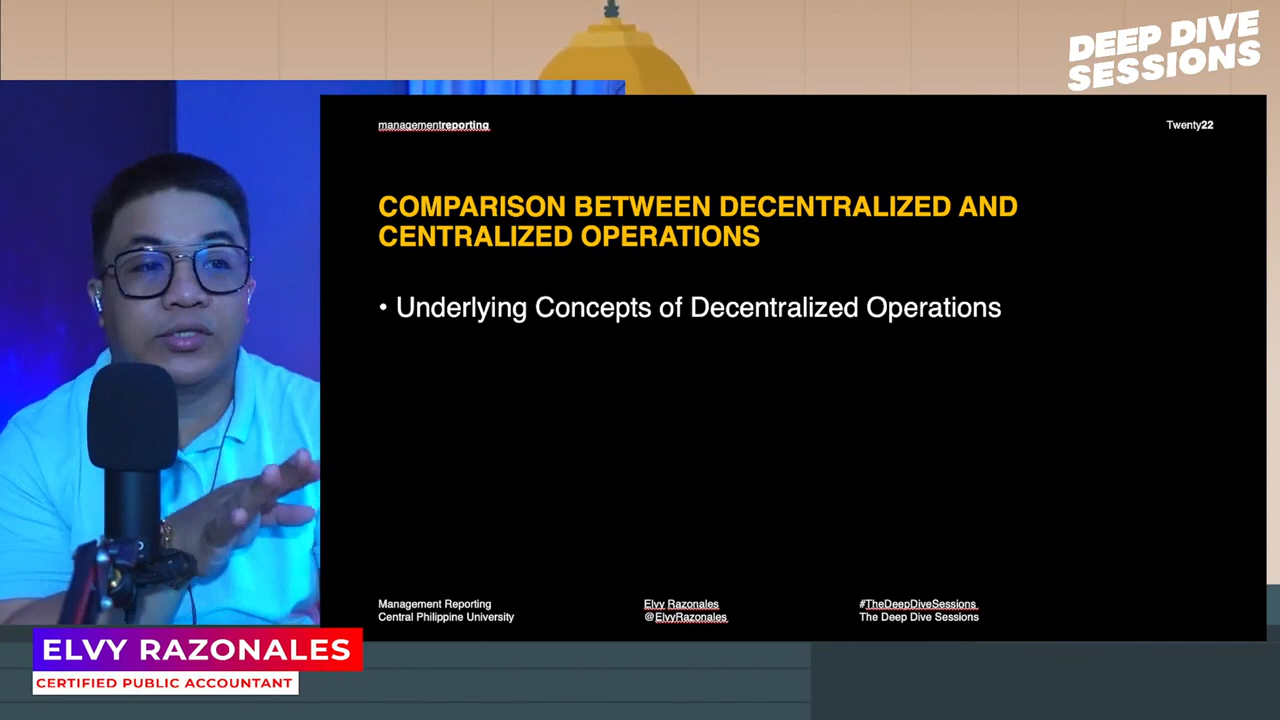 DEEP DIVE
SESSIONS
managementreporting
Twenty22
COMPARISON BETWEEN DECENTRALIZED AND
CENTRALIZED OPERATIONS
• Underlying Concepts of Decentralized Operations
Management Reporting
Central Philippine University
Elvy Razonales
@ElvyRazonales
#TheDeepDiveSessions
The Deep Dive Sessions
ELVY RAZONALES
CERTIFIED PUBLIC ACCOUNTANT